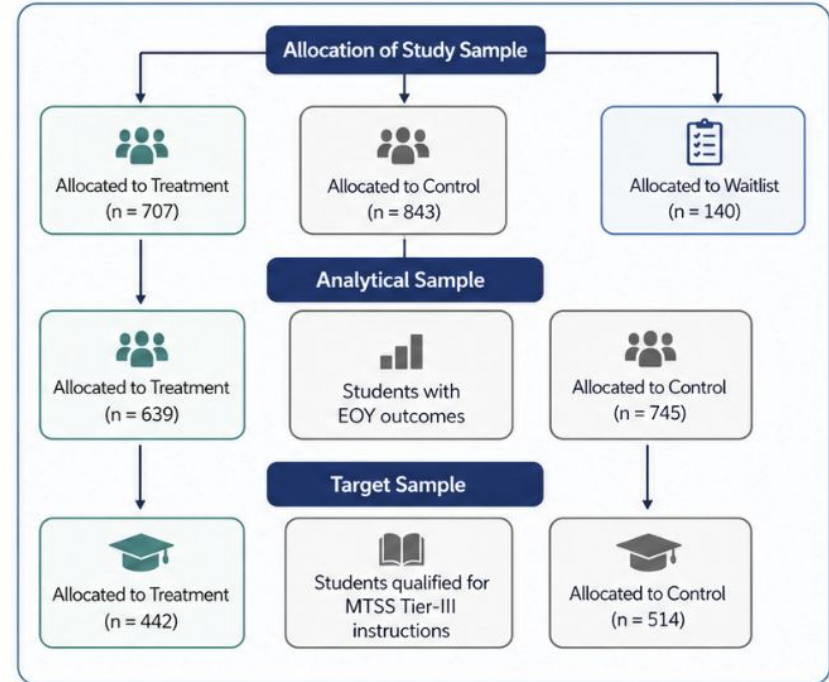 Allocation of Study Sample
Allocated to Treatment
(n = 707)
Allocated to Control
(n = 843)
Allocated to Waitlist
(n = 140)
Analytical Sample
Allocated to Treatment
(n = 639)
Students with
EOY outcomes
Allocated to Control
(n = 745)
Target Sample
Allocated to Treatment
(n = 442)
Students qualified for
MTSS Tier-III
instructions
Allocated to Control
(n = 514)